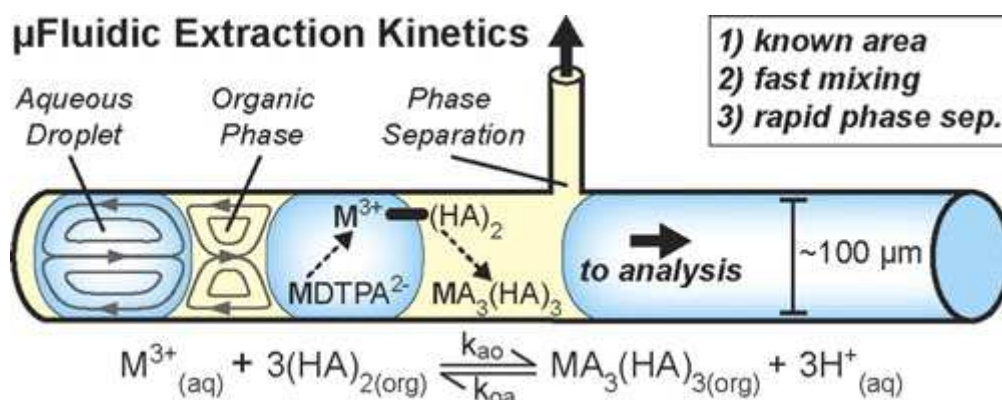 µFluidic Extraction Kinetics
1) known area
2) fast mixing
3) rapid phase sep.
Aqueous Droplet
Organic Phase
Phase Separation
M³⁺
(HA)₂
MDTPA²⁻
MA₃(HA)₃
to analysis
~100 µm
M³⁺(aq) + 3(HA)₂(org) kₐₒ kₒₐ MA₃(HA)₃(org) + 3H⁺(aq)